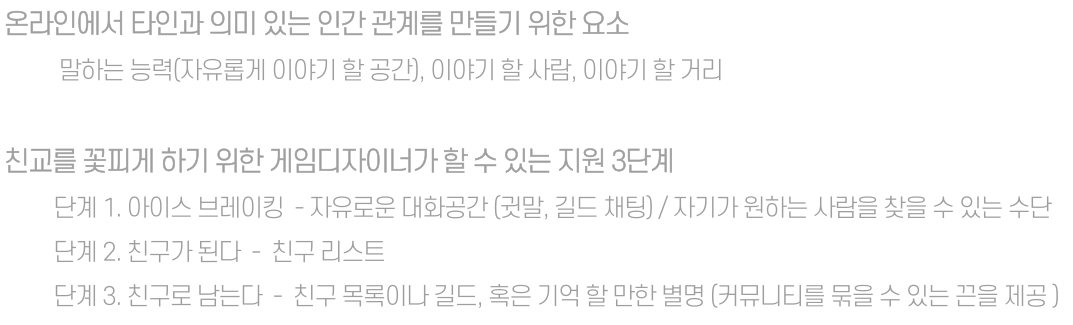 온라인에서 타인과 의미 있는 인간 관계를 만들기 위한 요소
말하는 능력(자유롭게 이야기 할 공간), 이야기 할 사람, 이야기 할 거리
친교를 꽃피게 하기 위한 게임디자이너가 할 수 있는 지원 3단계
단계 1. 아이스 브레이킹 - 자유로운 대화공간 (귓말, 길드 채팅) / 자기가 원하는 사람을 찾을 수 있는 수단
단계 2. 친구가 된다 - 친구 리스트
단계 3. 친구로 남는다 - 친구 목록이나 길드, 혹은 기억 할 만한 별명 (커뮤니티를 묶을 수 있는 끈을 제공 )